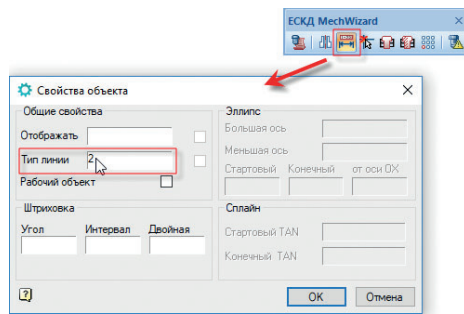 ЕСКД MechWizard
Свойства объекта
Общие свойства
Отображать
Тип линии 2
Рабочий объект
Эллипс
Большая ось
Меньшая ось
Стартовый Конечный от оси OX
Штриховка
Угол Интервал Двойная
Сплайн
Стартовый TAN
Конечный TAN
OK Отмена